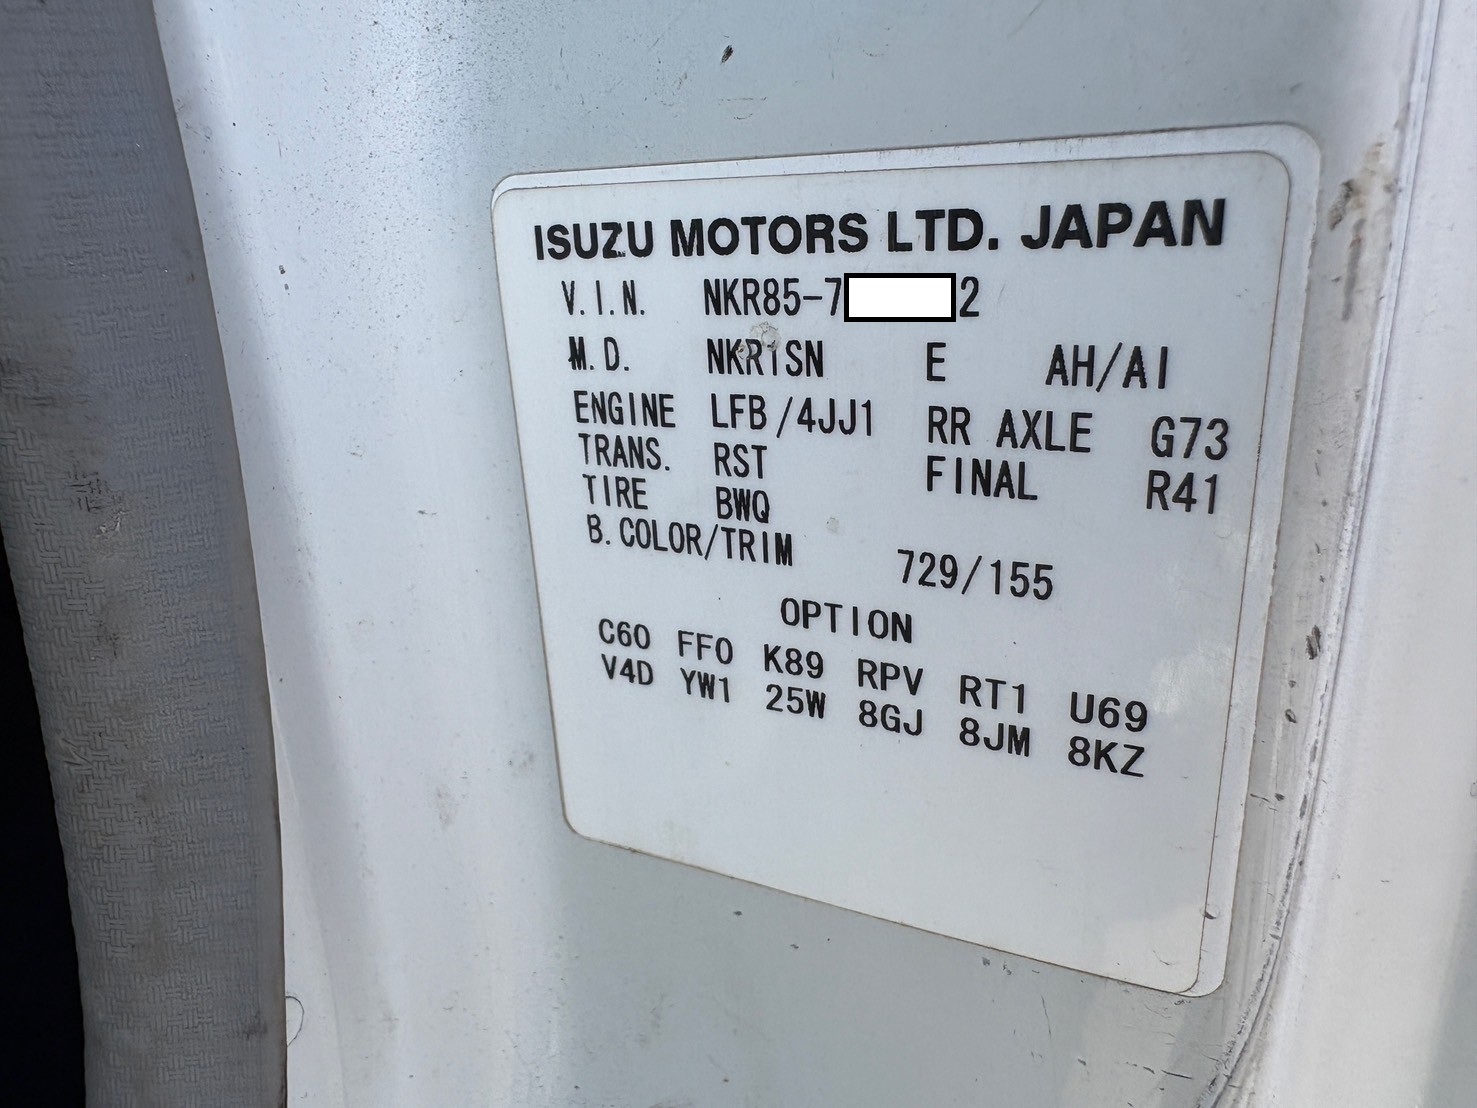 ISUZU MOTORS LTD. JAPAN
V.I.N. NKR85-7 2
M.D. NKR1SN E AH/AI
ENGINE LFB/4JJ1 RR AXLE G73
TRANS. RST FINAL R41
TIRE BWQ
B.COLOR/TRIM 729/155
OPTION
C60 FF0 K89 RPV RT1 U69
V4D YW1 25W 8GJ 8JM 8KZ